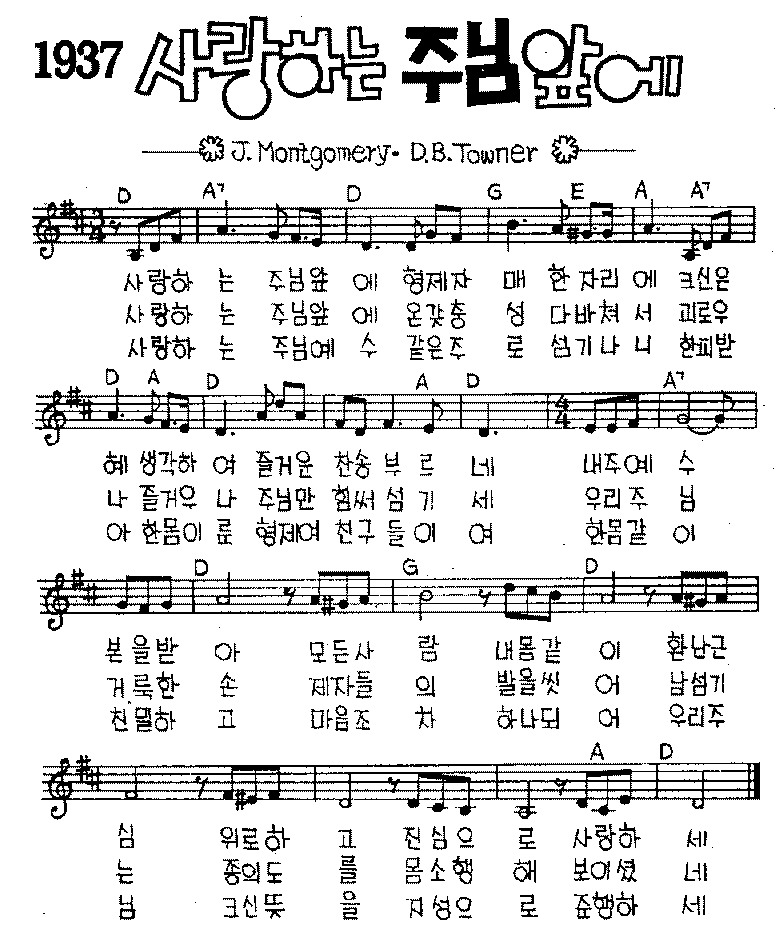 1937 사랑하는 주님앞에
J. Montgomery. D.B. Towner
D A7 D G E A A7
사랑하 는 주님앞 에 형제자 매 한 자리 에 크신은
사랑하 는 주님앞 에 온갖충 성 다바쳐 서 괴로우
사랑하 는 주님예 수 같은주 로 섬기나 니 한피받
D A D A D A7
혜 생각하 여 즐거운 찬송 부 르 네 내주예 수
나 즐거우 나 주님만 힘써 섬 기 세 우리주 님
아 한몸이 룬 형제여 친구 들 이 여 한몸같 이
D G D
본을받 아 모든사 람 내몸같 이 환난근
거룩한 손 제자들 의 발을씻 어 남섬기
친밀하 고 마음조 차 하나되 어 우리주
A D
심 위로하 고 진심으 로 사랑하 세
는 종의도 를 몸소행 해 보이셨 네
님 크신뜻 을 지성으 로 준행하 세